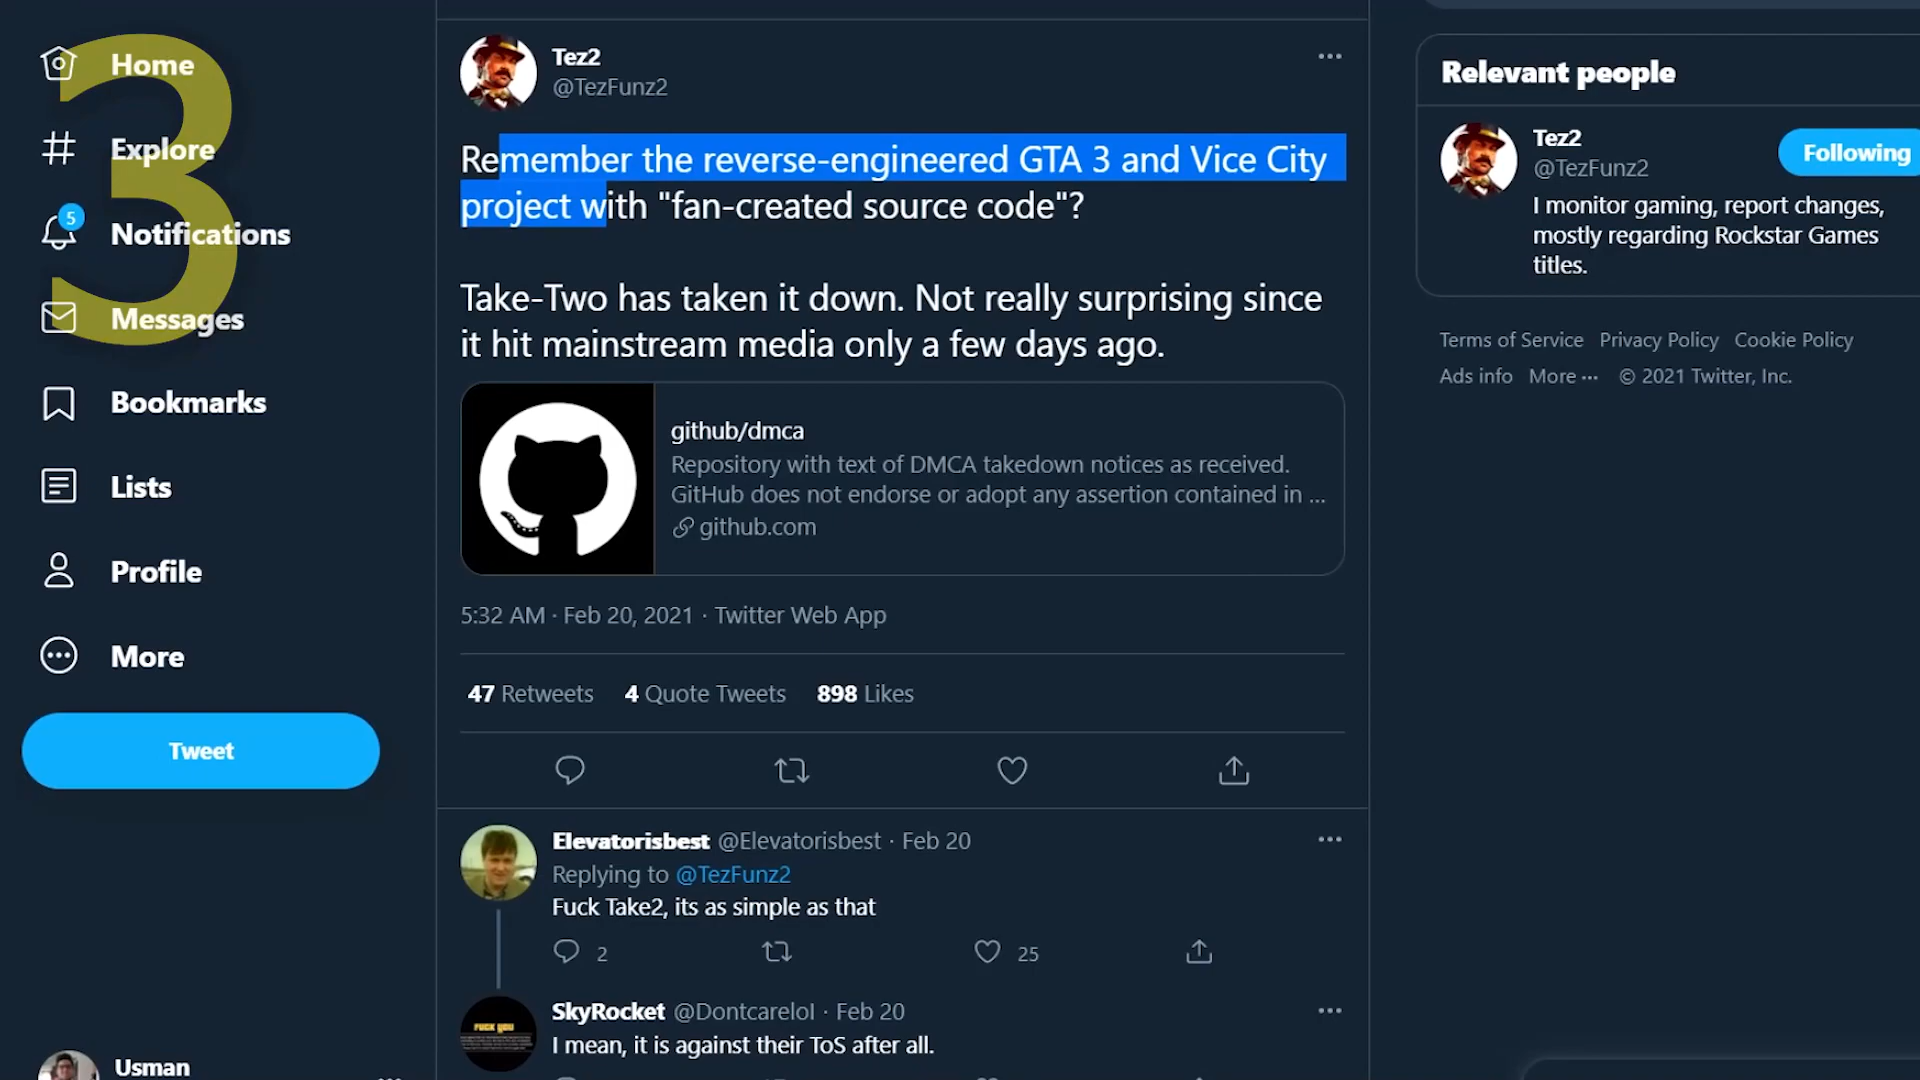 3
Home
Explore
5
Notifications
Messages
Bookmarks
Lists
Profile
More
Tweet
Usman
Tez2
@TezFunz2
Remember the reverse-engineered GTA 3 and Vice City
project with "fan-created source code"?
Take-Two has taken it down. Not really surprising since
it hit mainstream media only a few days ago.
github/dmca
Repository with text of DMCA takedown notices as received.
GitHub does not endorse or adopt any assertion contained in ...
github.com
5:32 AM · Feb 20, 2021 · Twitter Web App
47 Retweets 4 Quote Tweets 898 Likes
Elevatorisbest @Elevatorisbest · Feb 20
Replying to @TezFunz2
Fuck Take2, its as simple as that
2 25
FUCK YOU
SkyRocket @Dontcarelol · Feb 20
I mean, it is against their ToS after all.
Relevant people
Tez2
@TezFunz2
Following
I monitor gaming, report changes,
mostly regarding Rockstar Games
titles.
Terms of Service Privacy Policy Cookie Policy
Ads info More ··· © 2021 Twitter, Inc.